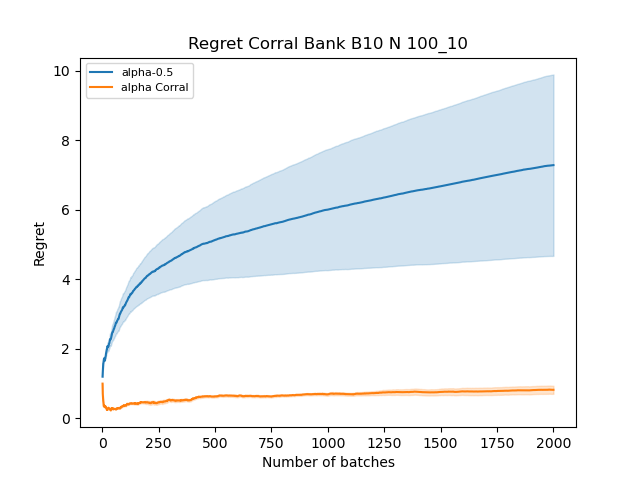 Regret Corral Bank B10 N 100_10
alpha-0.5
alpha Corral
10
8
6
4
2
0
Regret
0 250 500 750 1000 1250 1500 1750 2000
Number of batches